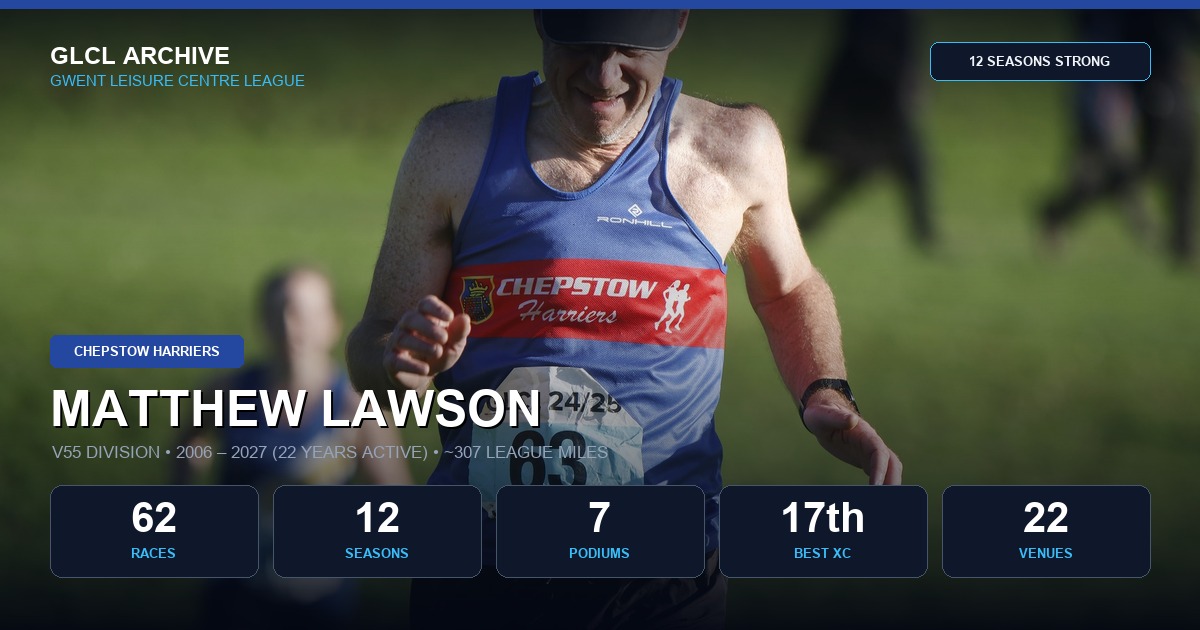 GLCL ARCHIVE
GWENT LEISURE CENTRE LEAGUE
12 SEASONS STRONG
RONHILL
CHEPSTOW
Harriers
CHEPSTOW HARRIERS
24/25
MATTHEW LAWSON
63
V55 DIVISION • 2006 – 2027 (22 YEARS ACTIVE) • ~307 LEAGUE MILES
62
RACES
12
SEASONS
7
PODIUMS
17th
BEST XC
22
VENUES